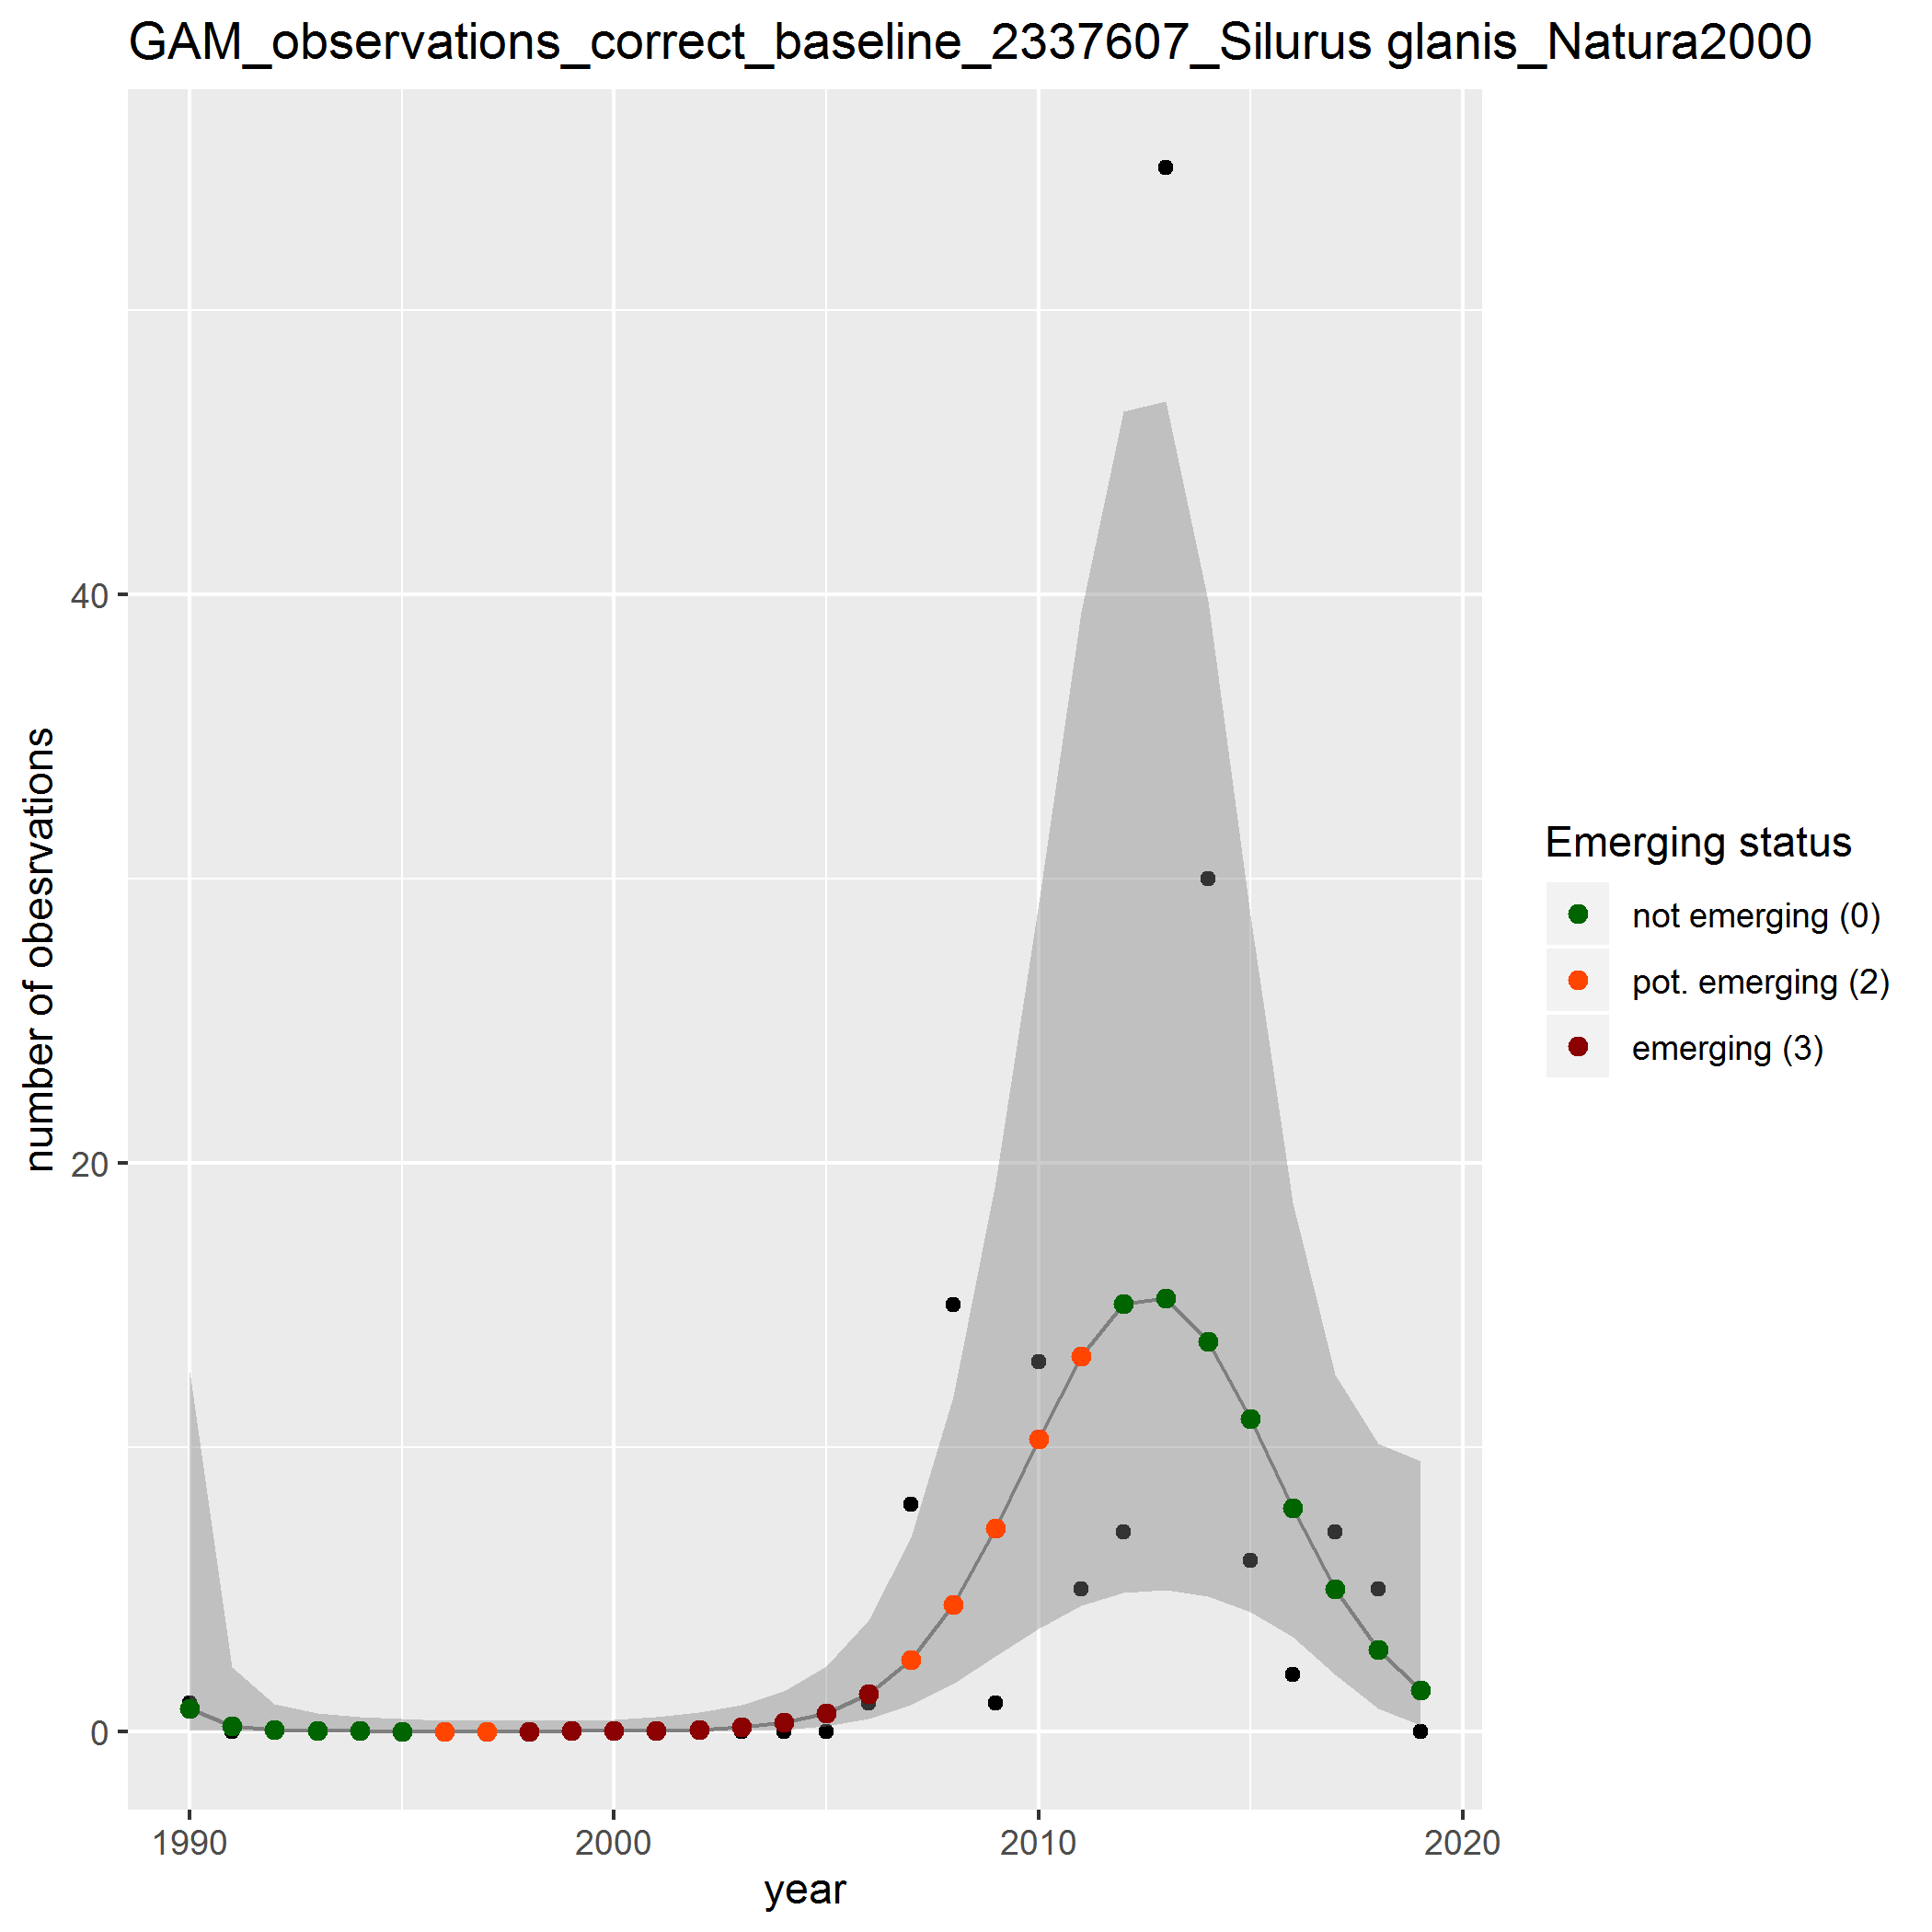 GAM_observations_correct_baseline_2337607_Silurus glanis_Natura2000
number of obesrvations
40
20
0
1990
2000
2010
2020
year
Emerging status
not emerging (0)
pot. emerging (2)
emerging (3)